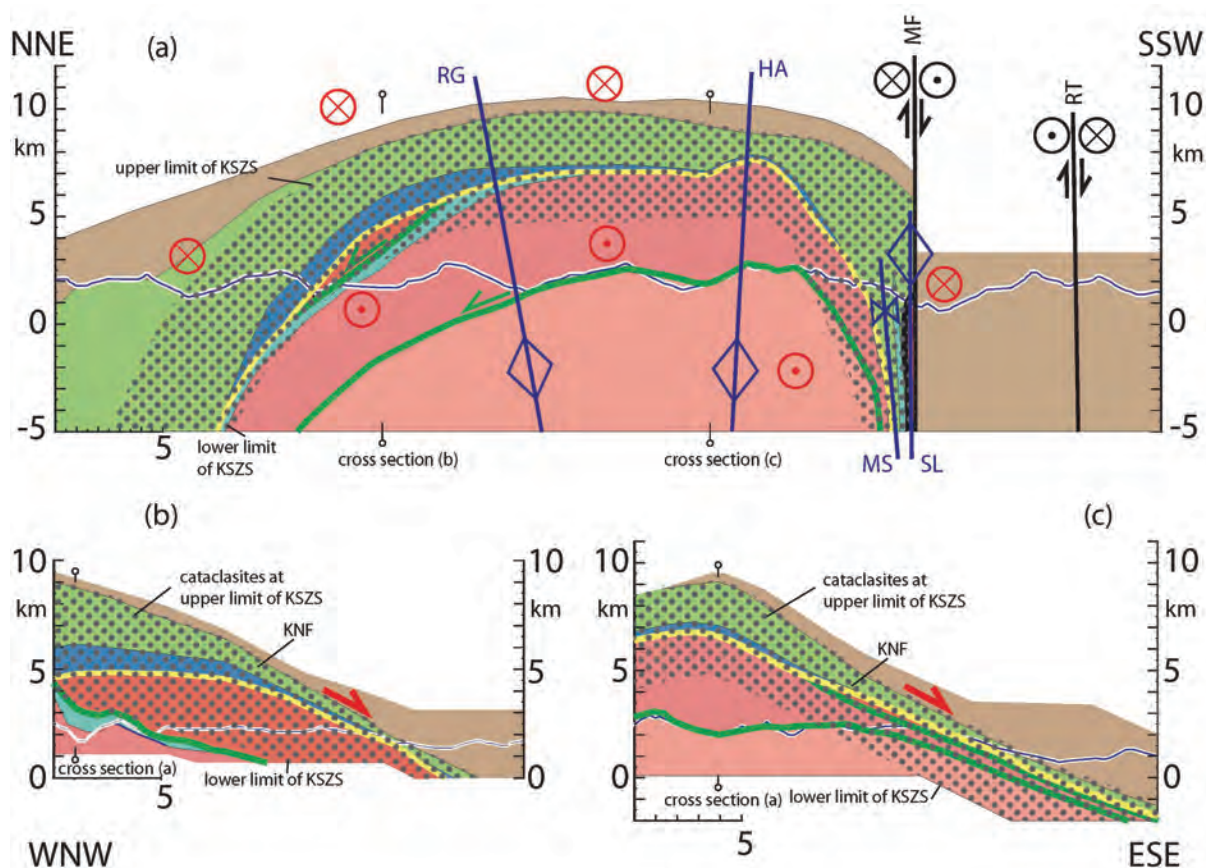 NNE
(a)
RG
HA
MF
RT
SSW
10
km
5
0
-5
10
km
5
0
-5
upper limit of KSZS
lower limit
of KSZS
5
cross section (b)
cross section (c)
MS
SL
(b)
10
km
5
0
10
km
5
0
cataclasites at
upper limit of KSZS
KNF
cross section (a)
5
lower limit of KSZS
WNW
(c)
10
km
5
0
10
km
5
0
cataclasites at
upper limit of KSZS
KNF
cross section (a)
lower limit of KSZS
5
ESE